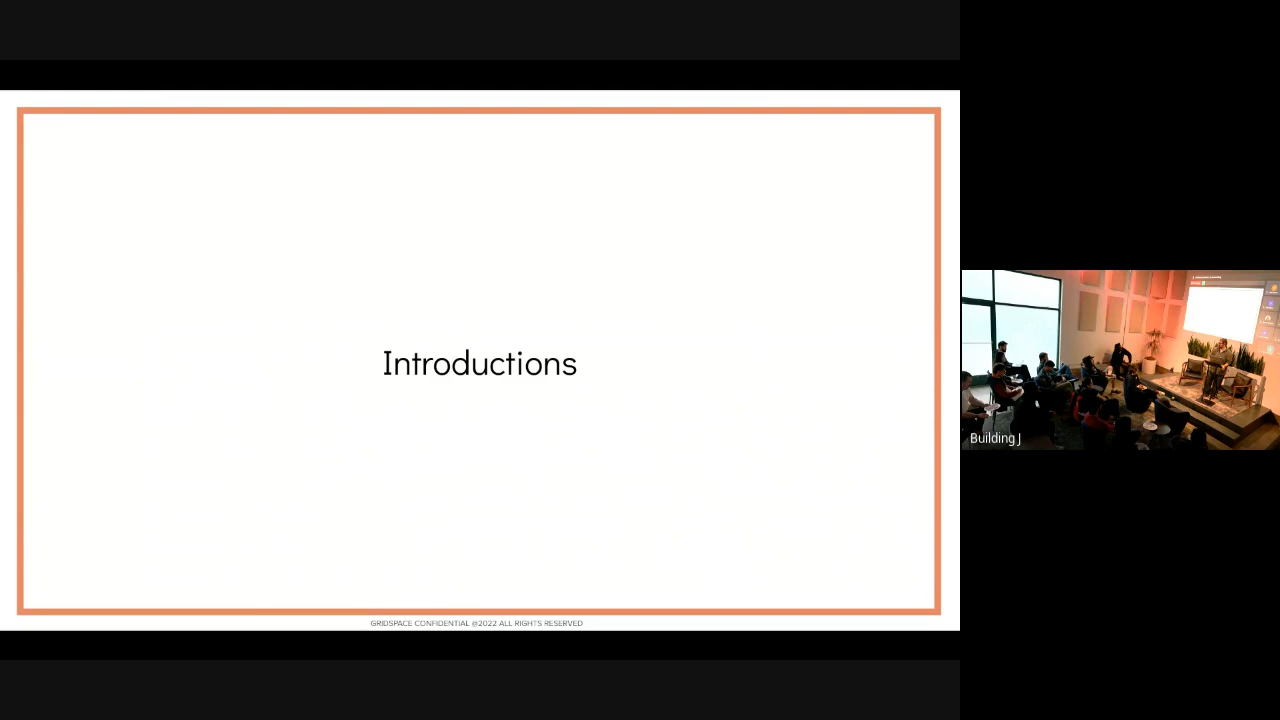 Introductions
GRIDSPACE CONFIDENTIAL @2022 ALL RIGHTS RESERVED
Building J